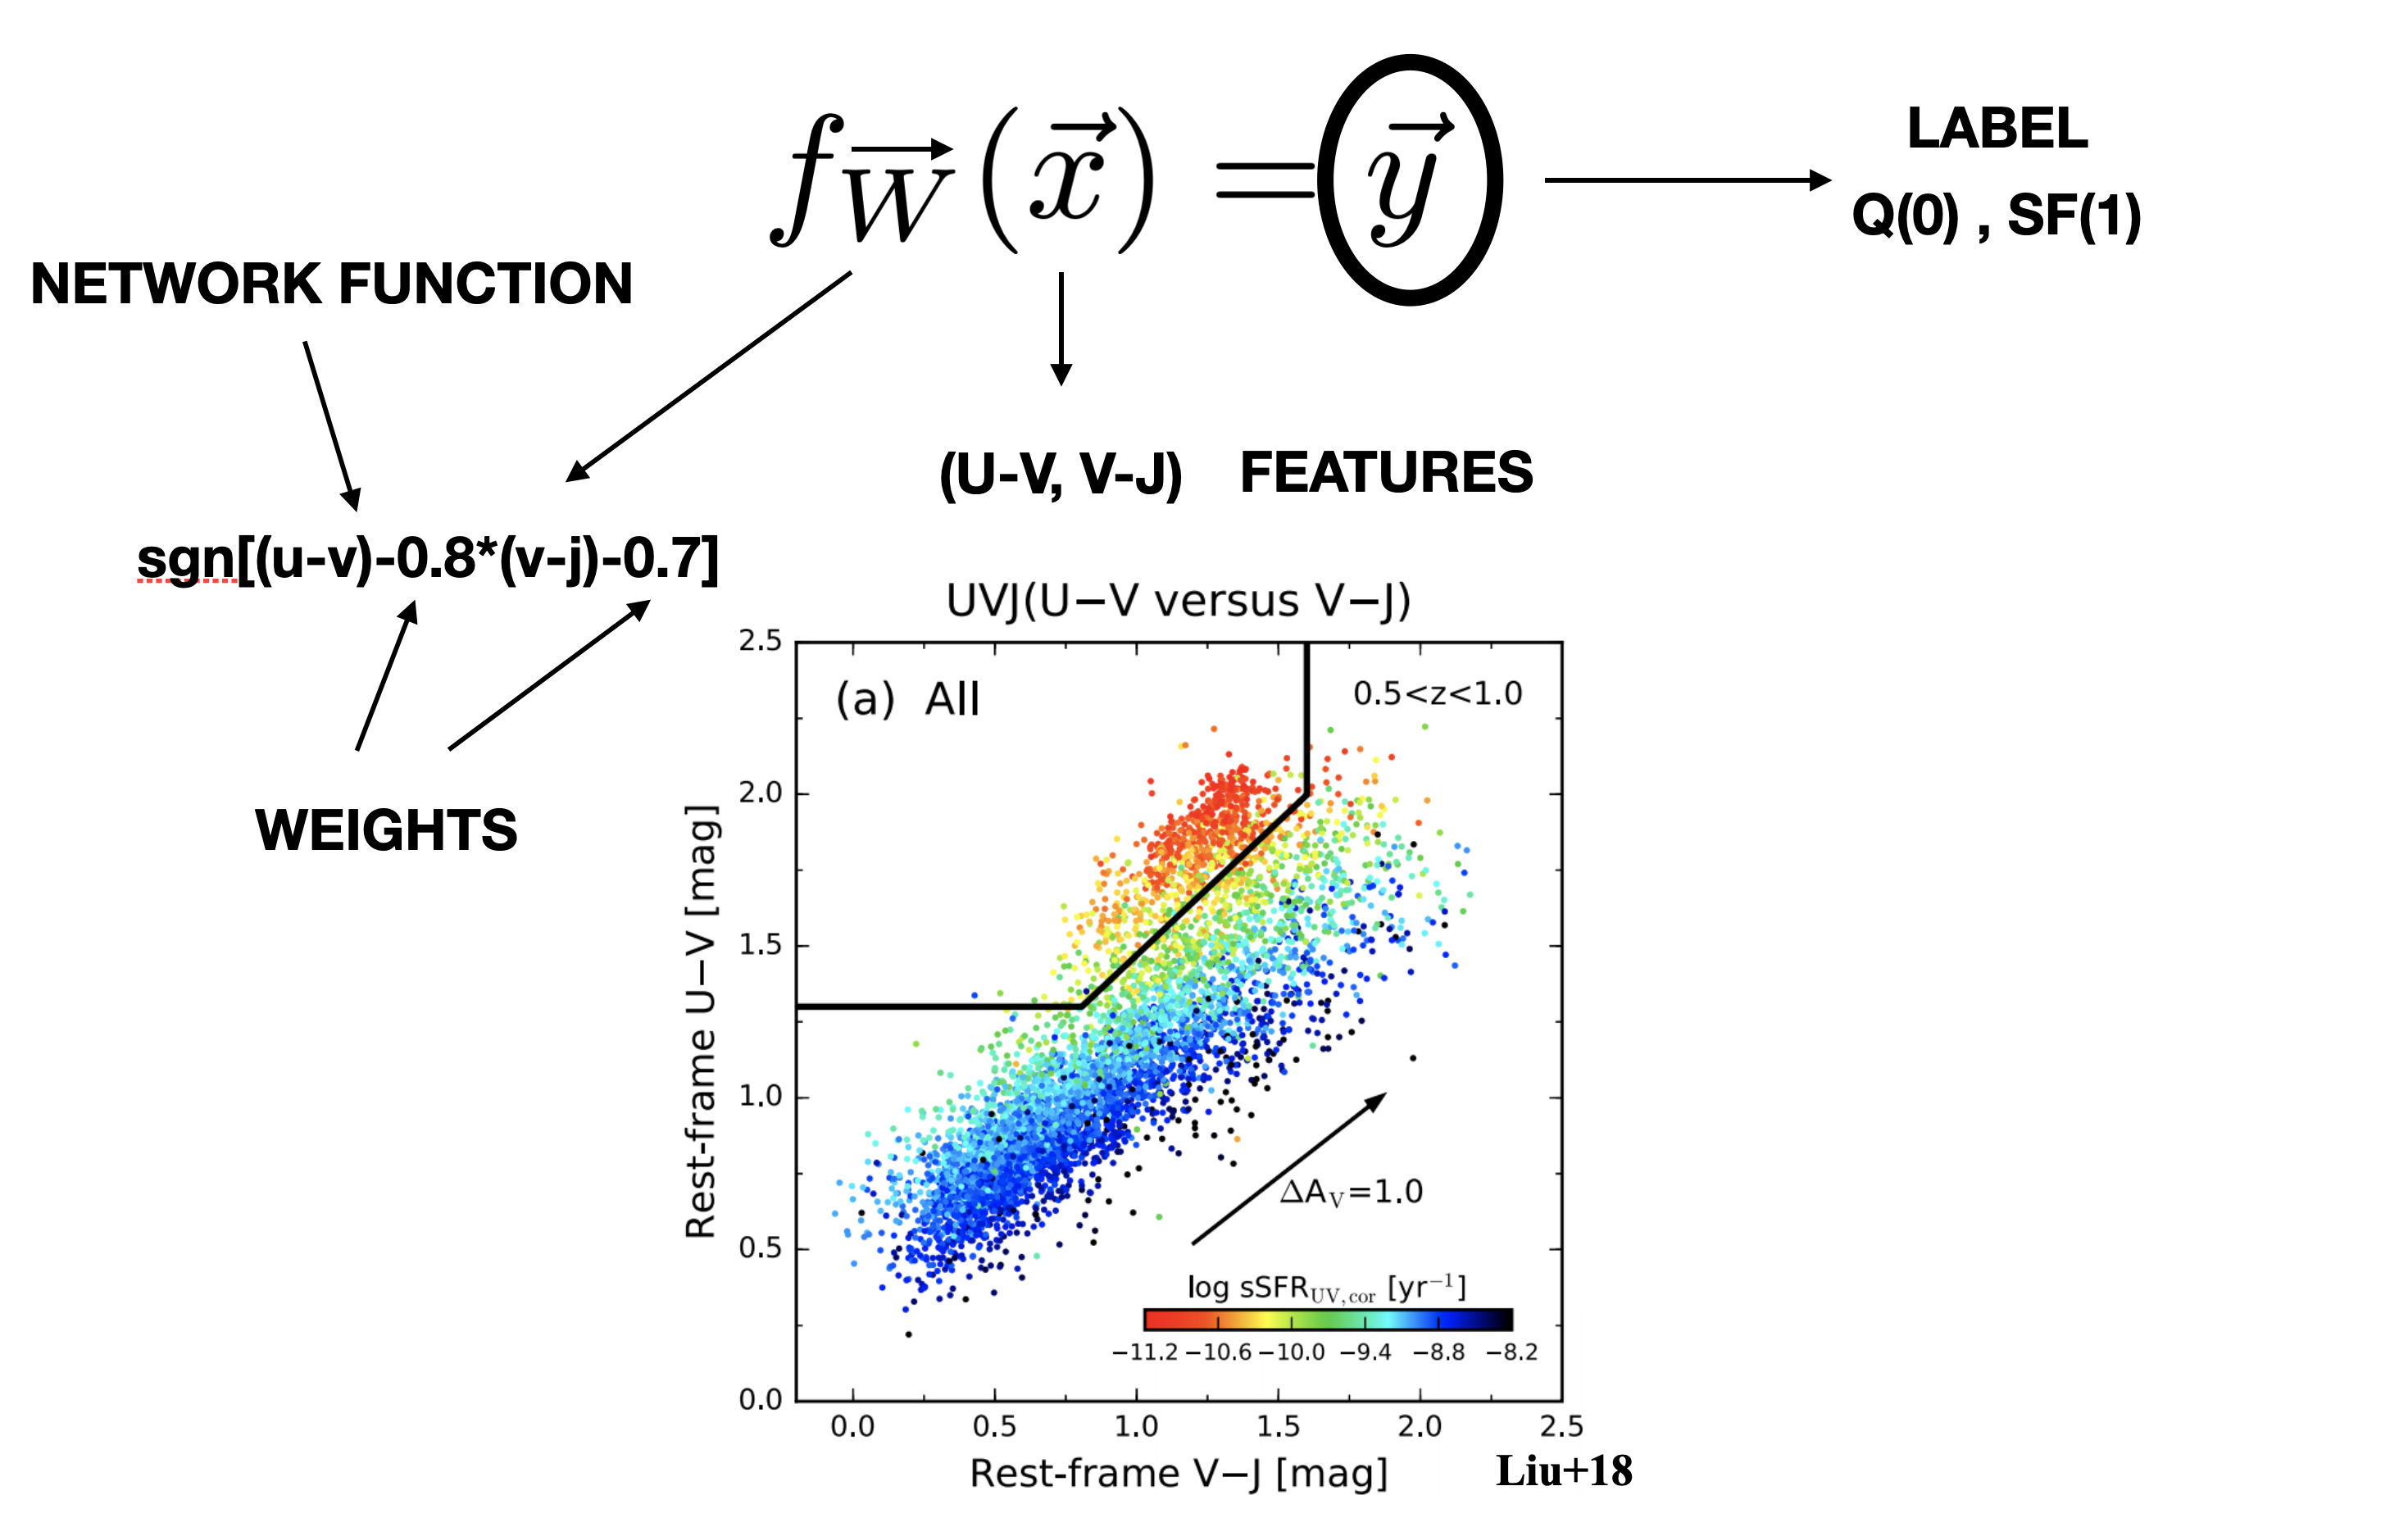 f_W⃗ (x⃗) = y⃗
LABEL
Q(0) , SF(1)
NETWORK FUNCTION
(U-V, V-J) FEATURES
sgn[(u-v)-0.8*(v-j)-0.7]
WEIGHTS
UVJ(U−V versus V−J)
(a) All
0.5<z<1.0
Rest-frame U−V [mag]
2.5
2.0
1.5
1.0
0.5
0.0
ΔA_V=1.0
log sSFR_UV,cor [yr⁻¹]
−11.2 −10.6 −10.0 −9.4 −8.8 −8.2
0.0 0.5 1.0 1.5 2.0 2.5
Rest-frame V−J [mag]
Liu+18